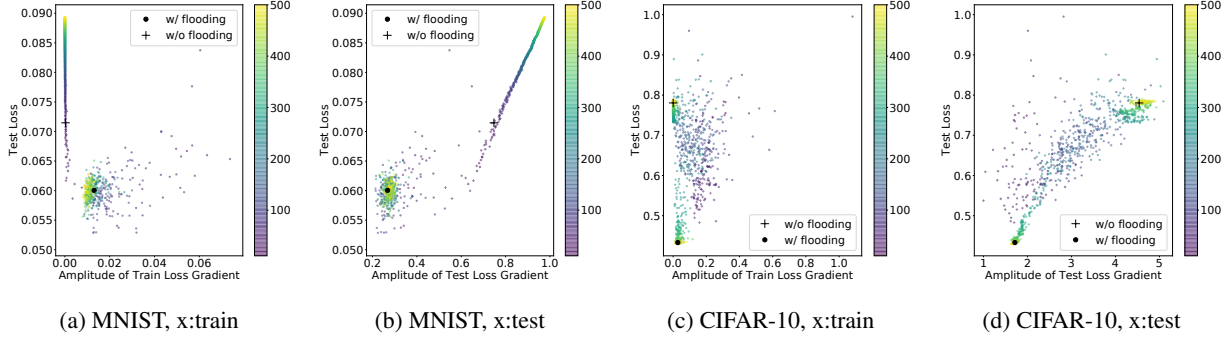 0.090
0.085
0.080
0.075
0.070
0.065
0.060
0.055
0.050
Test Loss
w/ flooding
w/o flooding
0.00 0.02 0.04 0.06
Amplitude of Train Loss Gradient
500
400
300
200
100
(a) MNIST, x:train
0.090
0.085
0.080
0.075
0.070
0.065
0.060
0.055
0.050
Test Loss
w/ flooding
w/o flooding
0.2 0.4 0.6 0.8 1.0
Amplitude of Test Loss Gradient
500
400
300
200
100
(b) MNIST, x:test
1.0
0.9
0.8
0.7
0.6
0.5
Test Loss
w/o flooding
w/ flooding
0.0 0.2 0.4 0.6 0.8 1.0
Amplitude of Train Loss Gradient
500
400
300
200
100
(c) CIFAR-10, x:train
1.0
0.9
0.8
0.7
0.6
0.5
Test Loss
w/o flooding
w/ flooding
1 2 3 4 5
Amplitude of Test Loss Gradient
500
400
300
200
100
(d) CIFAR-10, x:test